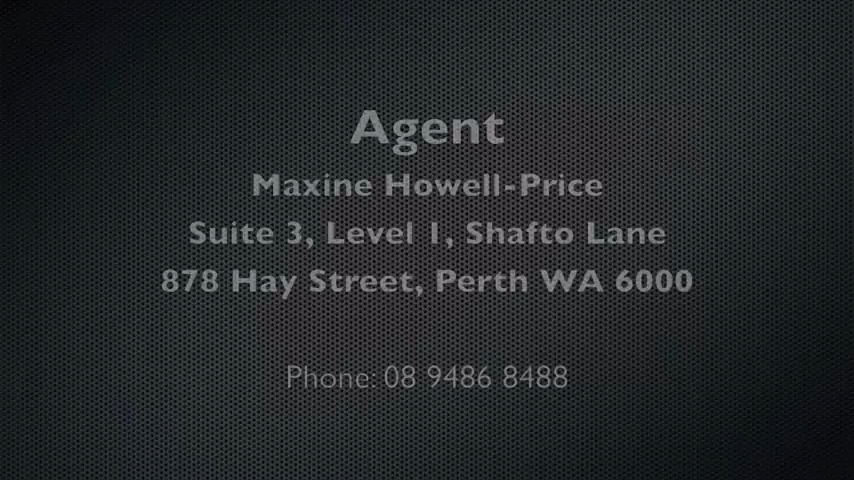 Agent
Maxine Howell-Price
Suite 3, Level 1, Shafto Lane
878 Hay Street, Perth WA 6000
Phone: 08 9486 8488